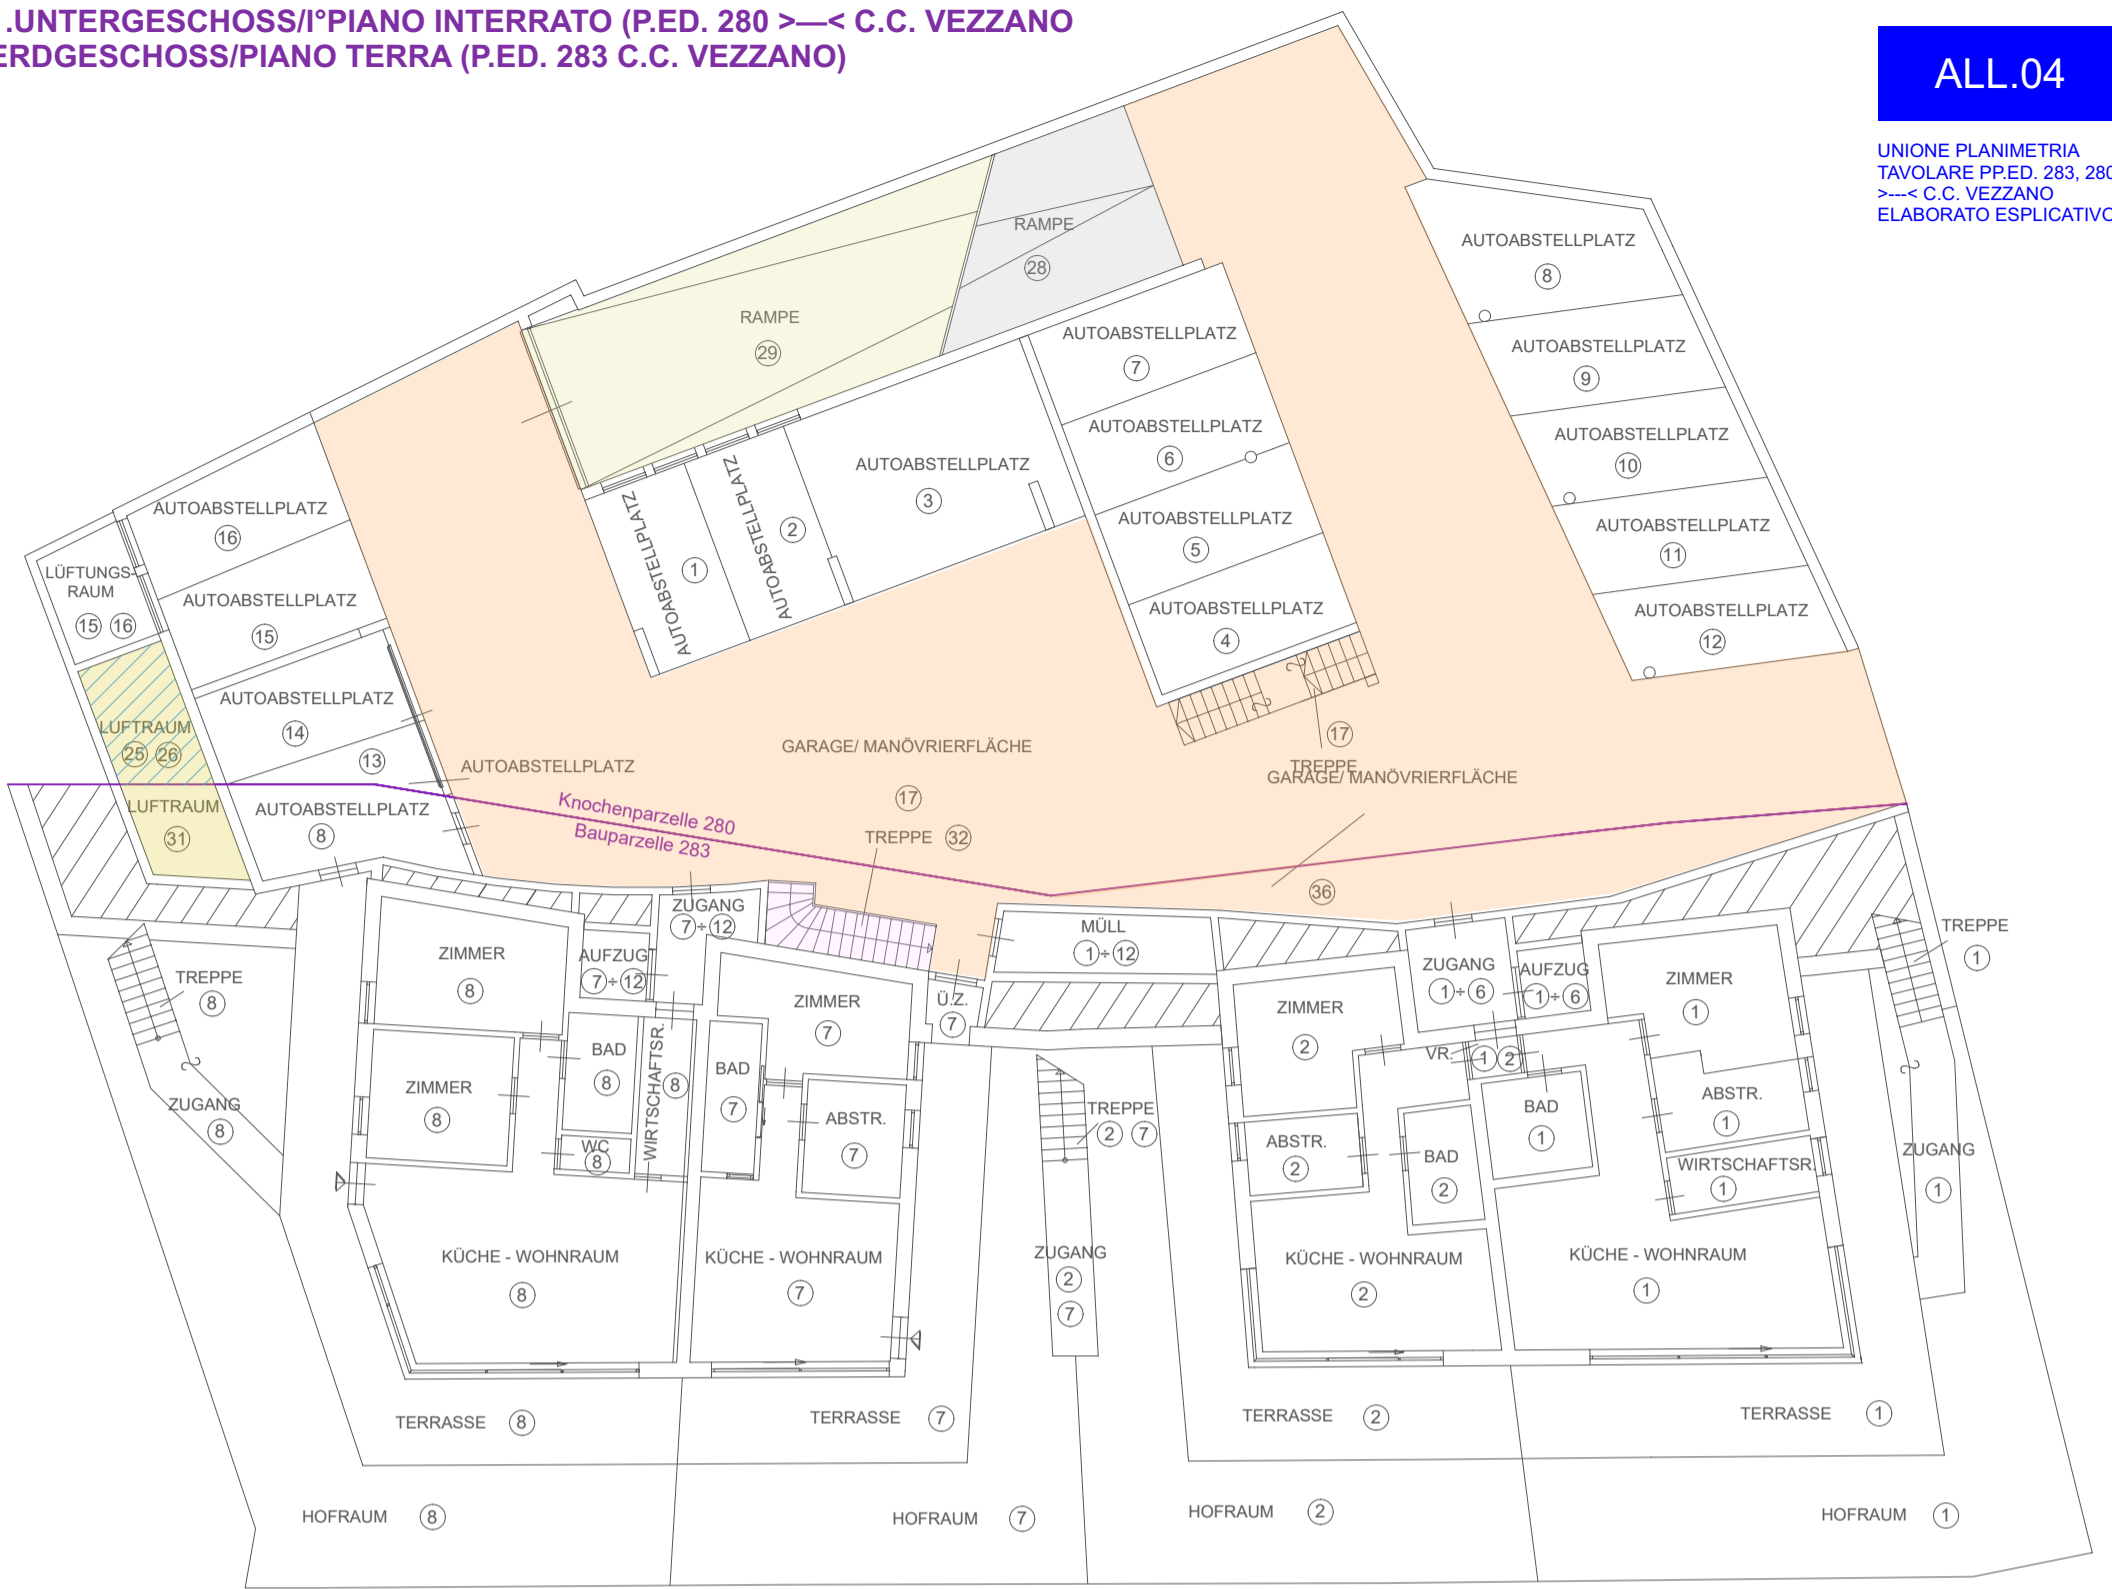 .UNTERGESCHOSS/I°PIANO INTERRATO (P.ED. 280 >—< C.C. VEZZANO
ERDGESCHOSS/PIANO TERRA (P.ED. 283 C.C. VEZZANO)
ALL.04
UNIONE PLANIMETRIA
TAVOLARE PP.ED. 283, 280
>---< C.C. VEZZANO
ELABORATO ESPLICATIVO
RAMPE
28
RAMPE
29
AUTOABSTELLPLATZ
8
AUTOABSTELLPLATZ
9
AUTOABSTELLPLATZ
10
AUTOABSTELLPLATZ
11
AUTOABSTELLPLATZ
12
AUTOABSTELLPLATZ
7
AUTOABSTELLPLATZ
6
AUTOABSTELLPLATZ
5
AUTOABSTELLPLATZ
4
AUTOABSTELLPLATZ
3
AUTOABSTELLPLATZ
2
AUTOABSTELLPLATZ
1
AUTOABSTELLPLATZ
16
AUTOABSTELLPLATZ
15
LÜFTUNGS-
RAUM
15 16
AUTOABSTELLPLATZ
14
13
AUTOABSTELLPLATZ
LUFTRAUM
25 26
LUFTRAUM
31
AUTOABSTELLPLATZ
8
GARAGE/ MANÖVRIERFLÄCHE
17
17
TREPPE
GARAGE/ MANÖVRIERFLÄCHE
36
Knochenparzelle 280
Bauparzelle 283
TREPPE 32
ZUGANG
7÷12
AUFZUG
7÷12
MÜLL
1÷12
Ü.Z.
7
ZUGANG
1÷6
AUFZUG
1÷6
VR. 1 2
TREPPE
8
ZUGANG
8
ZIMMER
8
ZIMMER
8
BAD
8
WC
8
WIRTSCHAFTSR.
8
KÜCHE - WOHNRAUM
8
ZIMMER
7
BAD
7
ABSTR.
7
KÜCHE - WOHNRAUM
7
TREPPE
2 7
ZUGANG
2
7
ZIMMER
2
ABSTR.
2
BAD
2
KÜCHE - WOHNRAUM
2
ZIMMER
1
BAD
1
ABSTR.
1
WIRTSCHAFTSR.
1
KÜCHE - WOHNRAUM
1
TREPPE
1
ZUGANG
1
TERRASSE 8
TERRASSE 7
TERRASSE 2
TERRASSE 1
HOFRAUM 8
HOFRAUM 7
HOFRAUM 2
HOFRAUM 1